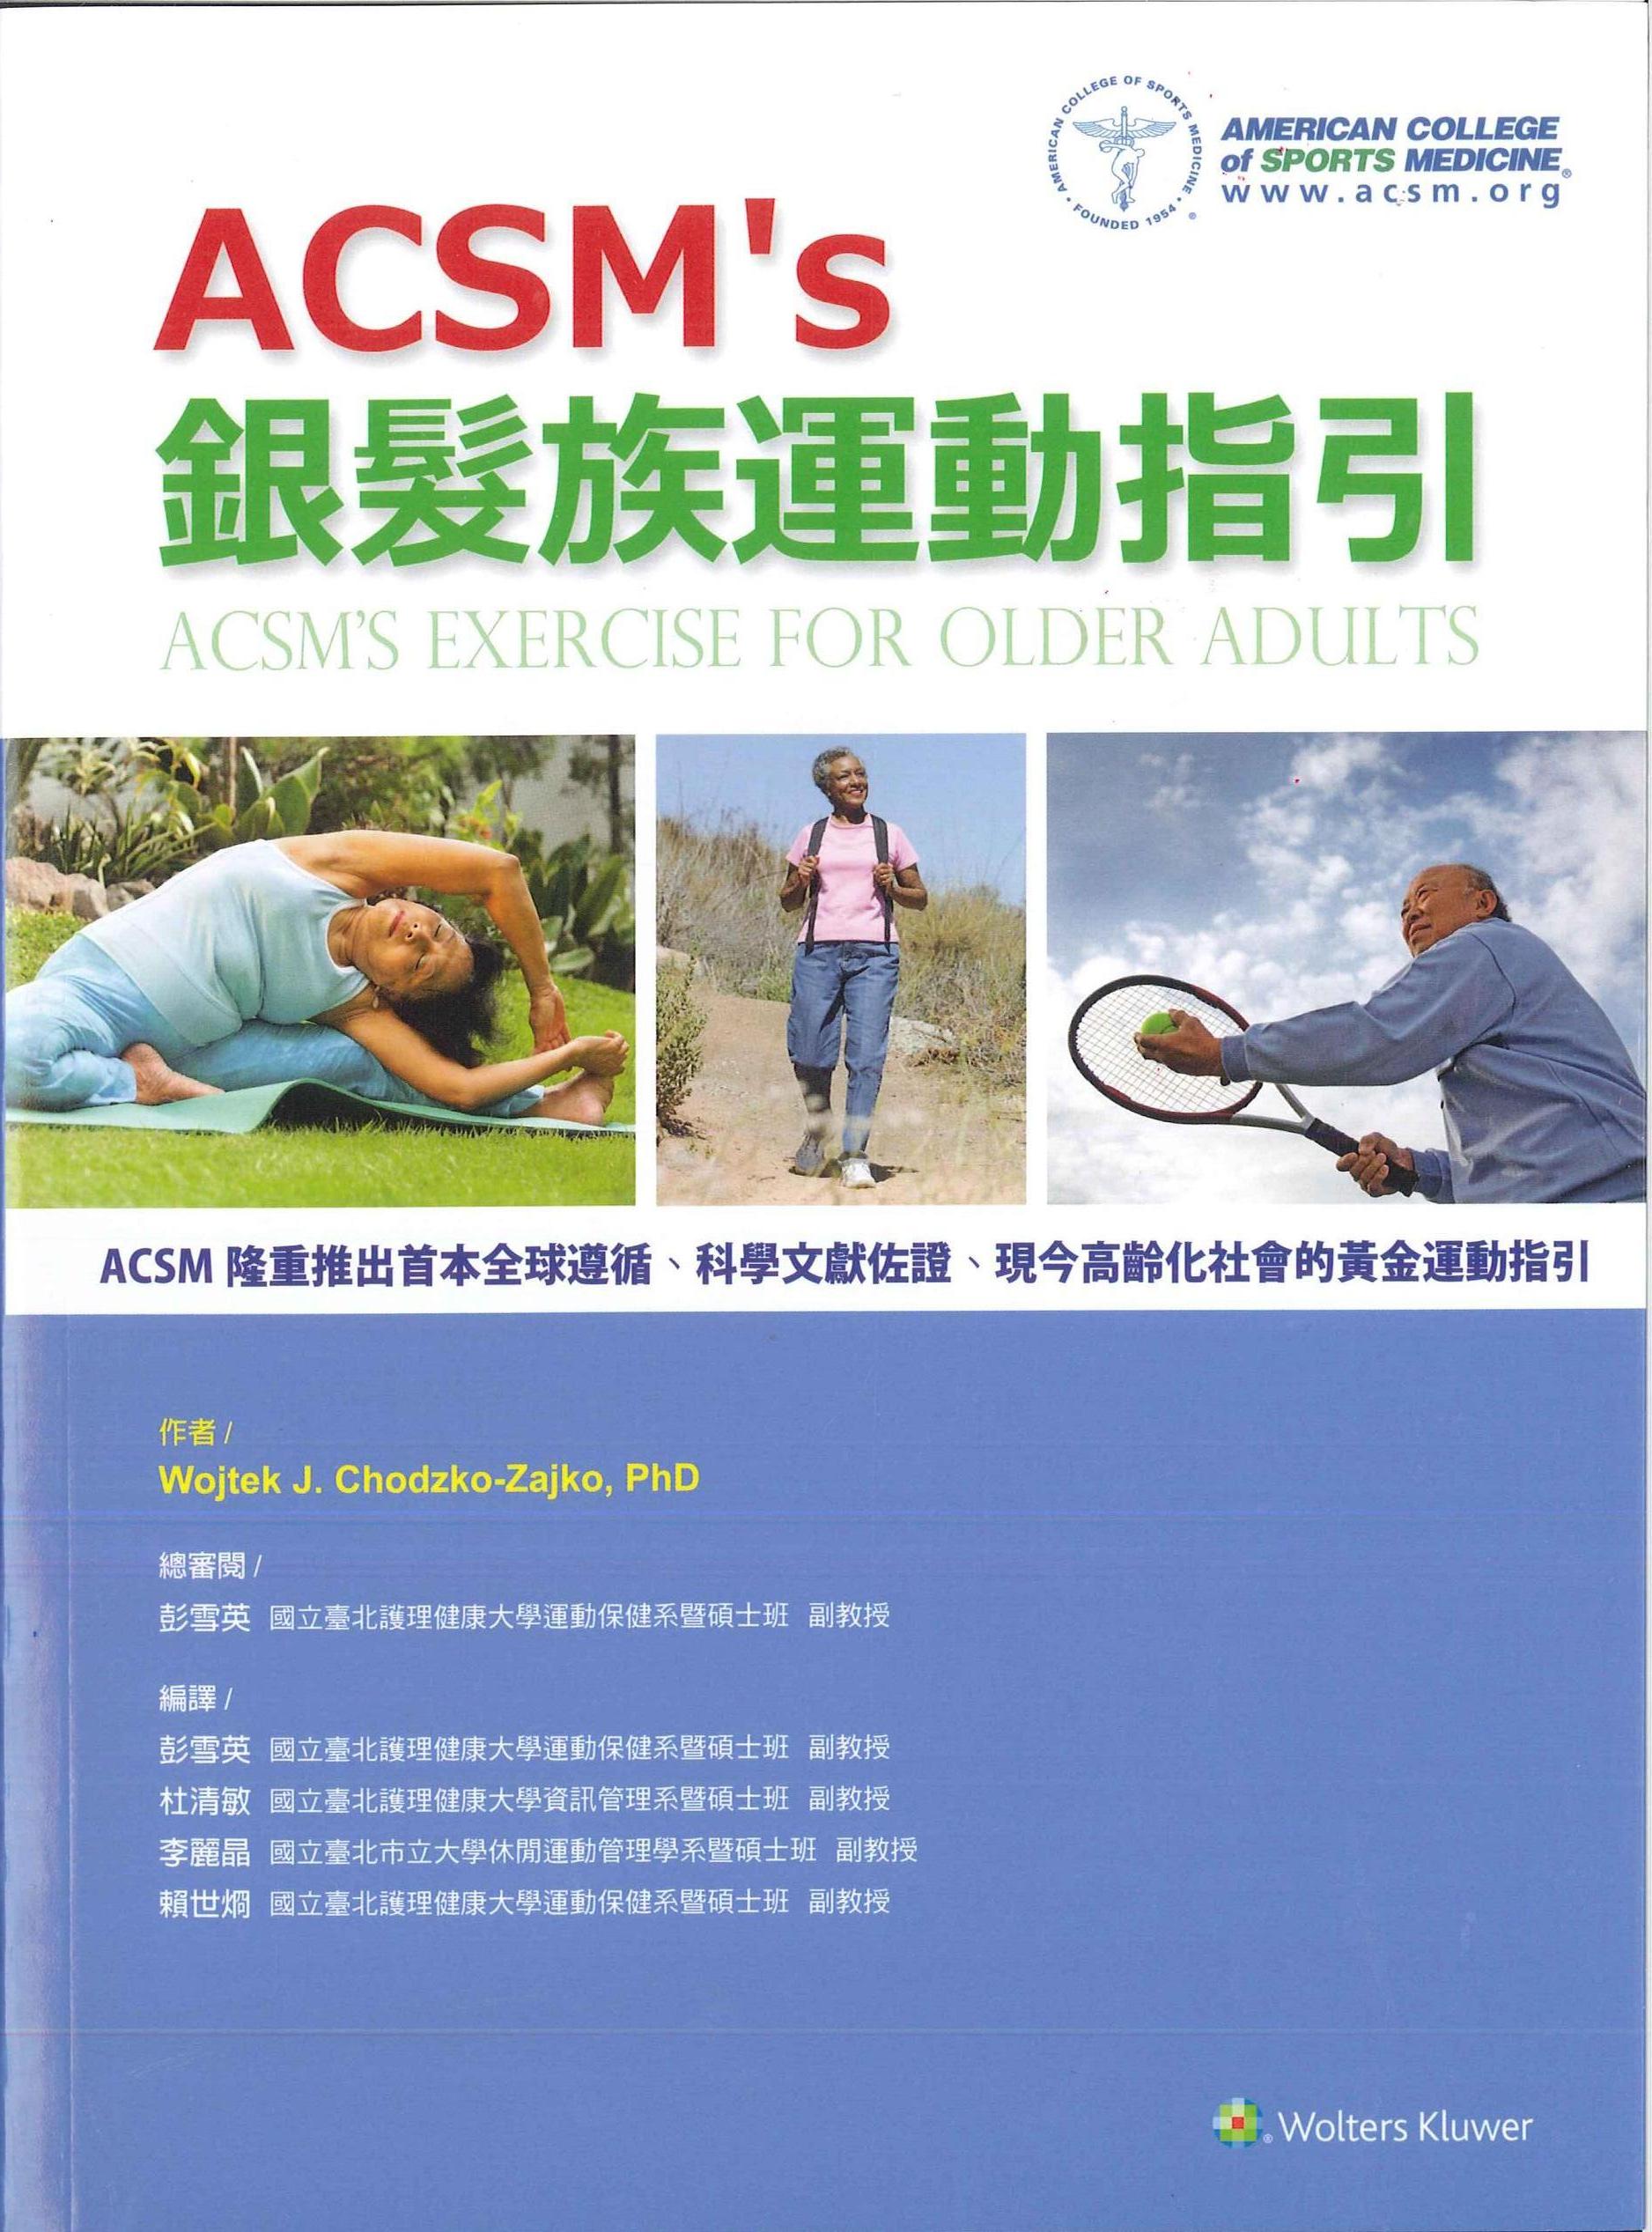 AMERICAN COLLEGE OF SPORTS MEDICINE
FOUNDED 1954
AMERICAN COLLEGE
of SPORTS MEDICINE®
www.acsm.org
ACSM's
銀髮族運動指引
ACSM'S EXERCISE FOR OLDER ADULTS
ACSM 隆重推出首本全球遵循、科學文獻佐證、現今高齡化社會的黃金運動指引
作者 /
Wojtek J. Chodzko-Zajko, PhD
總審閱 /
彭雪英 國立臺北護理健康大學運動保健系暨碩士班 副教授
編譯 /
彭雪英 國立臺北護理健康大學運動保健系暨碩士班 副教授
杜清敏 國立臺北護理健康大學資訊管理系暨碩士班 副教授
李麗晶 國立臺北市立大學休閒運動管理學系暨碩士班 副教授
賴世烱 國立臺北護理健康大學運動保健系暨碩士班 副教授
Wolters Kluwer